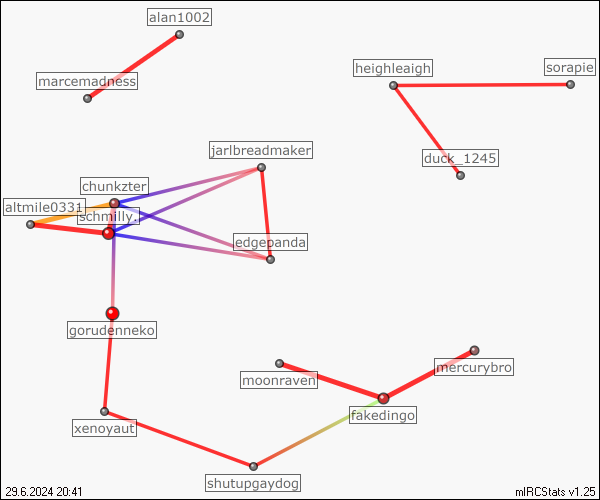 alan1002
marcemadness
heighleaigh
sorapie
jarlbreadmaker
duck_1245
chunkzter
altmile0331
schmilly.
edgepanda
gorudenneko
moonraven
mercurybro
fakedingo
xenoyaut
shutupgaydog
29.6.2024 20:41
mIRCStats v1.25